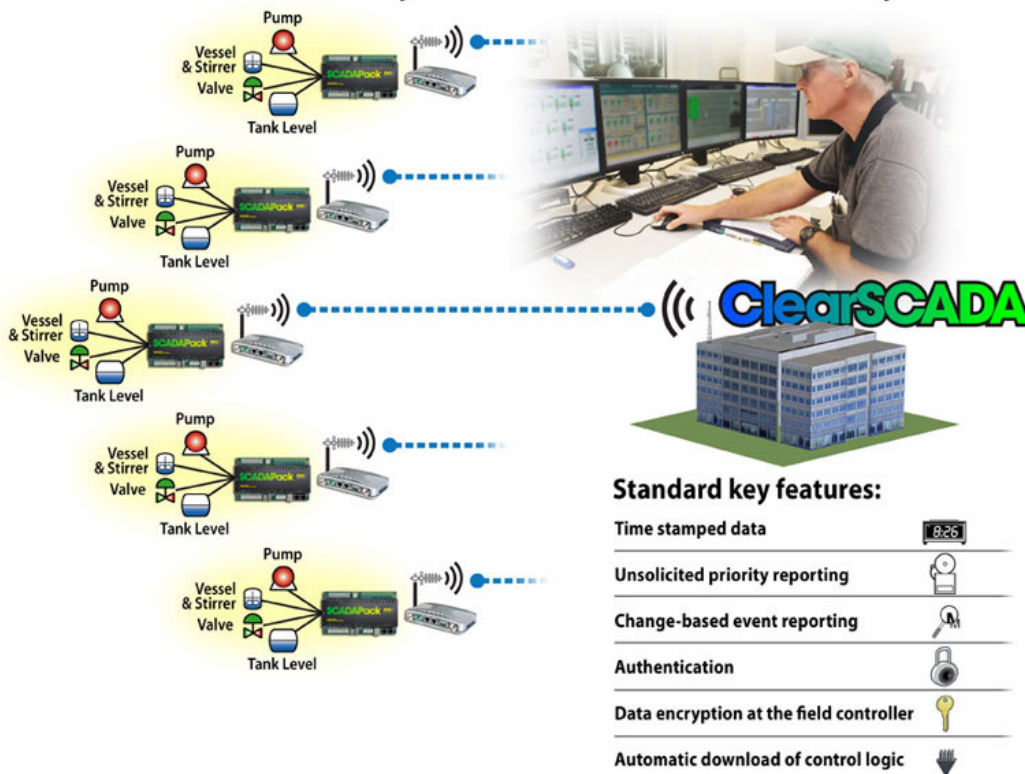 Pump
Vessel
& Stirrer
Valve
Tank Level
SCADAPack
Pump
Vessel
& Stirrer
Valve
Tank Level
SCADAPack
Pump
Vessel
& Stirrer
Valve
Tank Level
SCADAPack
ClearSCADA
Pump
Vessel
& Stirrer
Valve
Tank Level
SCADAPack
Pump
Vessel
& Stirrer
Valve
Tank Level
SCADAPack
Standard key features:
Time stamped data
8:26
Unsolicited priority reporting
Change-based event reporting
Authentication
Data encryption at the field controller
Automatic download of control logic